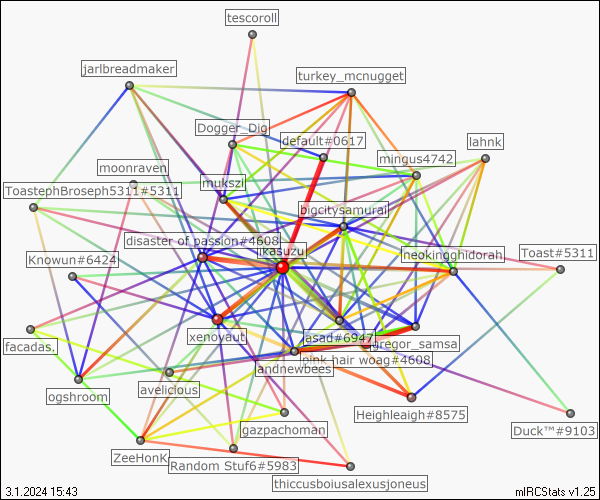 tescoroll
jarlbreadmaker
turkey_mcnugget
Dogger_Dig
default#0617
lahnk
mingus4742
moonraven
mukszi
ToastephBroseph5311#5311
bigcitysamurai
disaster of passion#4608
ikasuzu
neokingghidorah
Toast#5311
Knowun#6424
xenoyaut
asad#6947
gregor_samsa
facadas.
pink hair woag#4608
andnewbees
avelicious
ogshroom
Heighleagh#8575
gazpachoman
Duck™#9103
ZeeHonK
Random Stuf6#5983
thiccusboiusalexusjoneus
3.1.2024 15:43
mIRCStats v1.25